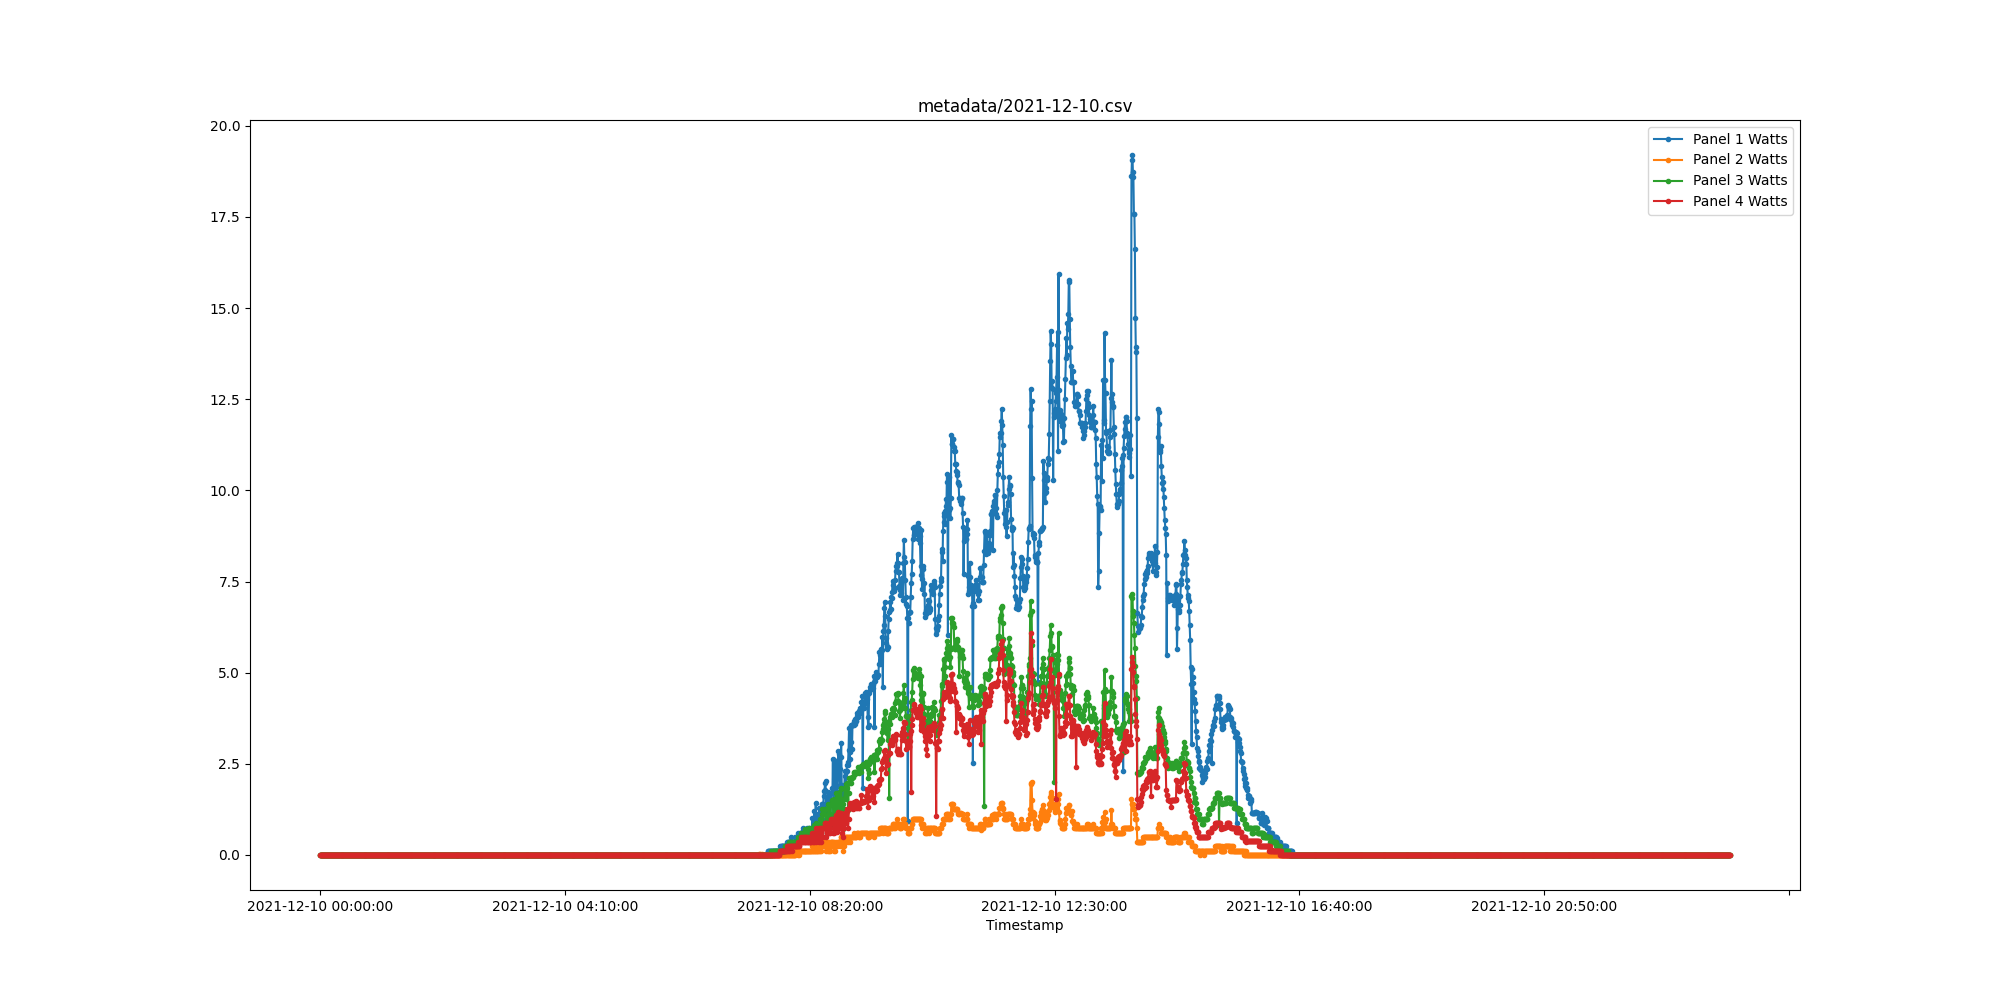 metadata/2021-12-10.csv
20.0
17.5
15.0
12.5
10.0
7.5
5.0
2.5
0.0
Panel 1 Watts
Panel 2 Watts
Panel 3 Watts
Panel 4 Watts
2021-12-10 00:00:00
2021-12-10 04:10:00
2021-12-10 08:20:00
2021-12-10 12:30:00
2021-12-10 16:40:00
2021-12-10 20:50:00
Timestamp